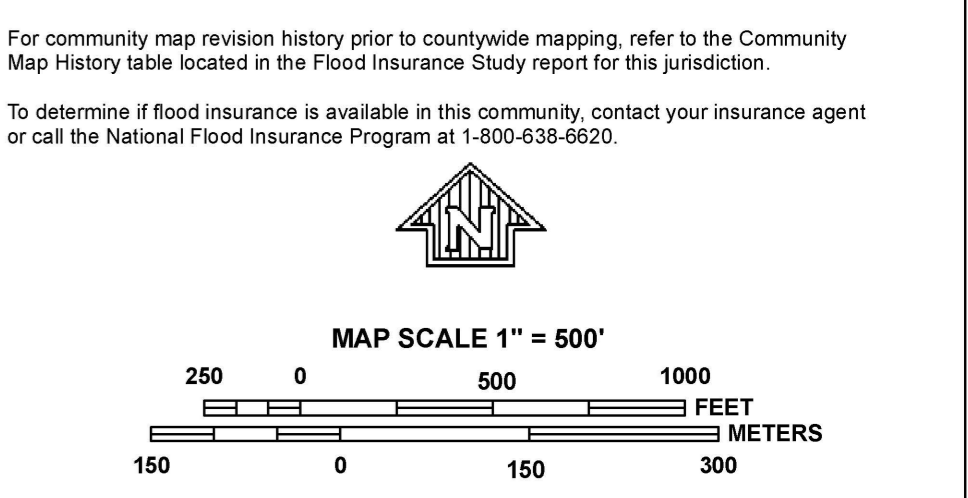 For community map revision history prior to countywide mapping, refer to the Community
Map History table located in the Flood Insurance Study report for this jurisdiction.
To determine if flood insurance is available in this community, contact your insurance agent
or call the National Flood Insurance Program at 1-800-638-6620.
N
MAP SCALE 1" = 500'
250 0 500 1000
FEET
METERS
150 0 150 300